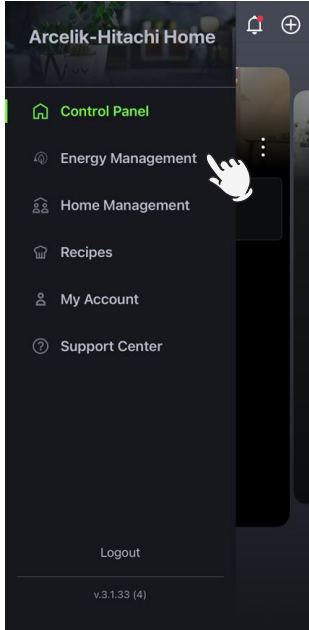 Arcelik-Hitachi Home
Control Panel
Energy Management
Home Management
Recipes
My Account
Support Center
Logout
v.3.1.33 (4)